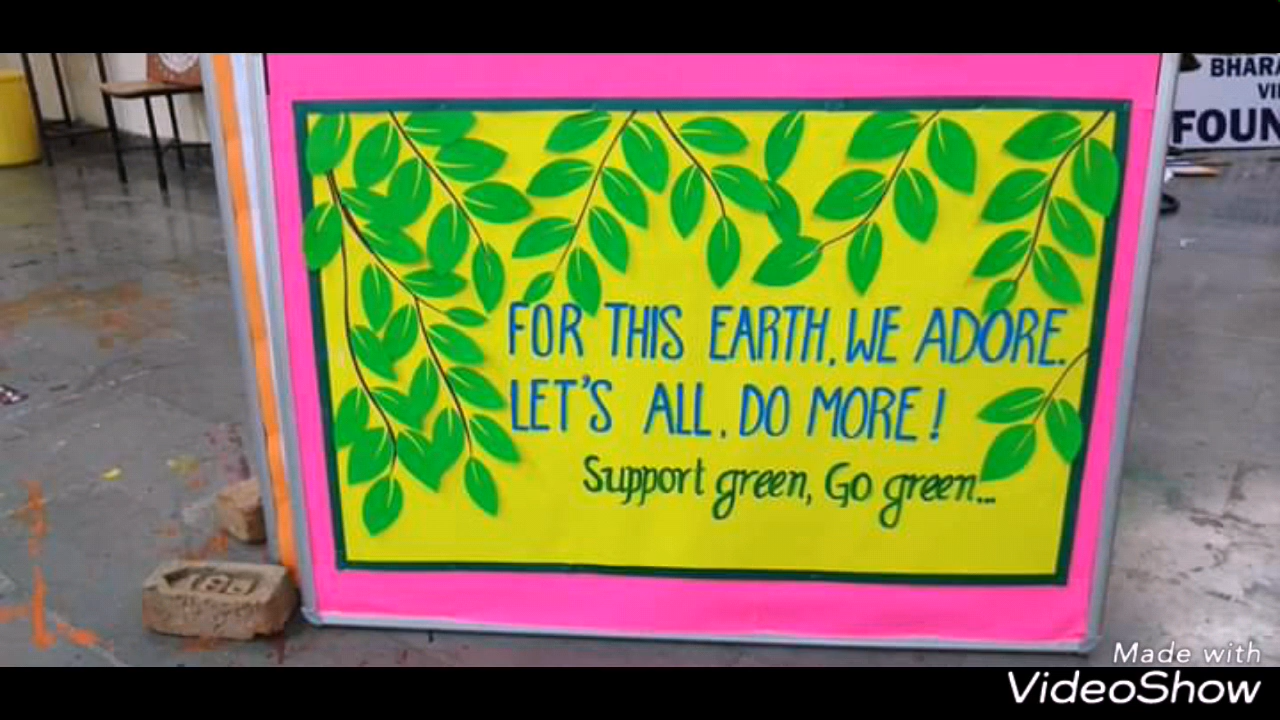 BHARA
VI
FOUN
FOR THIS EARTH, WE ADORE.
LET'S ALL, DO MORE!
Support green, Go green...
Made with
VideoShow